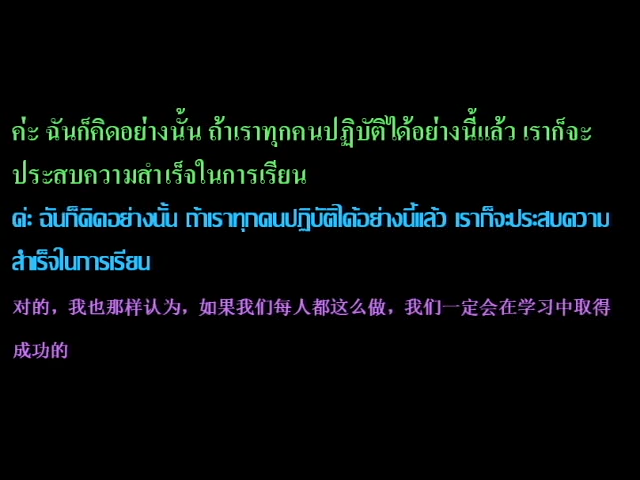 ค่ะ ฉันก็คิดอย่างนั้น ถ้าเราทุกคนปฏิบัติได้อย่างนี้แล้ว เราก็จะ
ประสบความสำเร็จในการเรียน
ค่ะ ฉันก็คิดอย่างนั้น ถ้าเราทุกคนปฏิบัติได้อย่างนี้แล้ว เราก็จะประสบความ
สำเร็จในการเรียน
对的，我也那样认为，如果我们每人都这么做，我们一定会在学习中取得
成功的